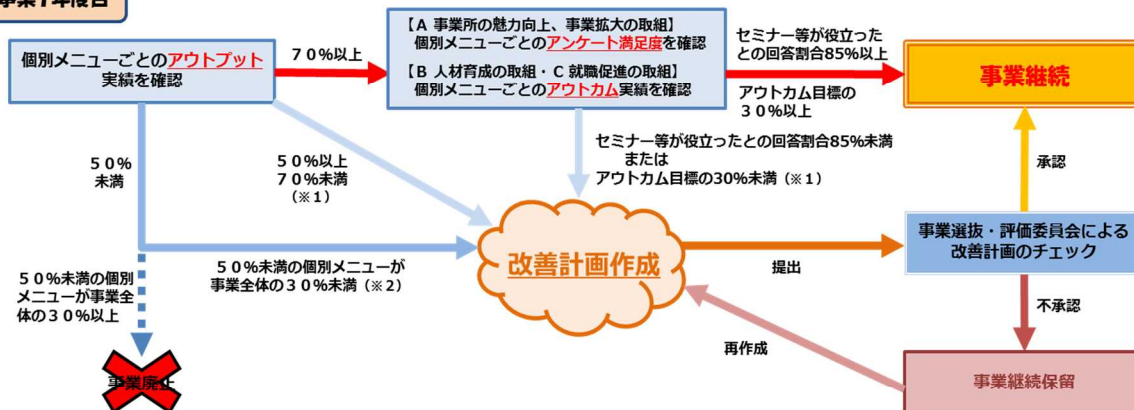 事業1年度目
個別メニューごとのアウトプット
実績を確認
70%以上
【A 事業所の魅力向上、事業拡大の取組】
個別メニューごとのアンケート満足度を確認
【B 人材育成の取組・C 就職促進の取組】
個別メニューごとのアウトカム実績を確認
セミナー等が役立った
との回答割合85%以上
アウトカム目標の
30%以上
事業継続
50%
未満
50%以上
70%未満
(※1)
セミナー等が役立ったとの回答割合85%未満
または
アウトカム目標の30%未満(※1)
承認
事業選抜・評価委員会による
改善計画のチェック
改善計画作成
提出
50%未満の個別
メニューが事業全
体の30%以上
50%未満の個別メニューが
事業全体の30%未満(※2)
不承認
再作成
事業廃止
事業継続保留